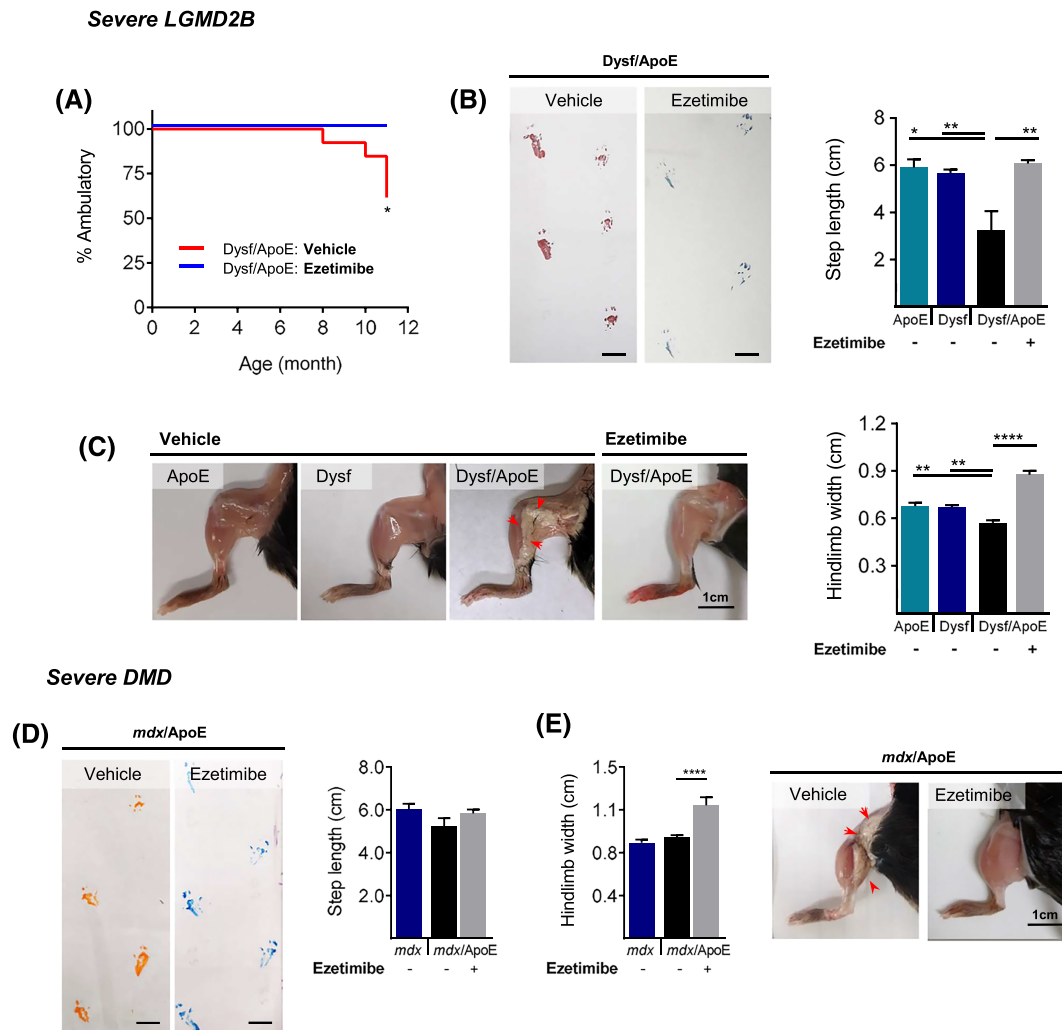 Severe LGMD2B
(A)
% Ambulatory
100
75
50
25
0
*
Dysf/ApoE: Vehicle
Dysf/ApoE: Ezetimibe
0 2 4 6 8 10 12
Age (month)
(B)
Dysf/ApoE
Vehicle Ezetimibe
Step length (cm)
8
6
4
2
* ** **
ApoE Dysf Dysf/ApoE
Ezetimibe - - - +
(C)
Vehicle Ezetimibe
ApoE Dysf Dysf/ApoE Dysf/ApoE
1cm
Hindlimb width (cm)
1.2
0.9
0.6
0.3
****
** **
ApoE Dysf Dysf/ApoE
Ezetimibe - - - +
Severe DMD
(D)
mdx/ApoE
Vehicle Ezetimibe
Step length (cm)
8.0
6.0
4.0
2.0
mdx mdx/ApoE
Ezetimibe - - +
(E)
Hindlimb width (cm)
1.5
1.1
0.8
0.4
****
mdx mdx/ApoE
Ezetimibe - - +
mdx/ApoE
Vehicle Ezetimibe
1cm